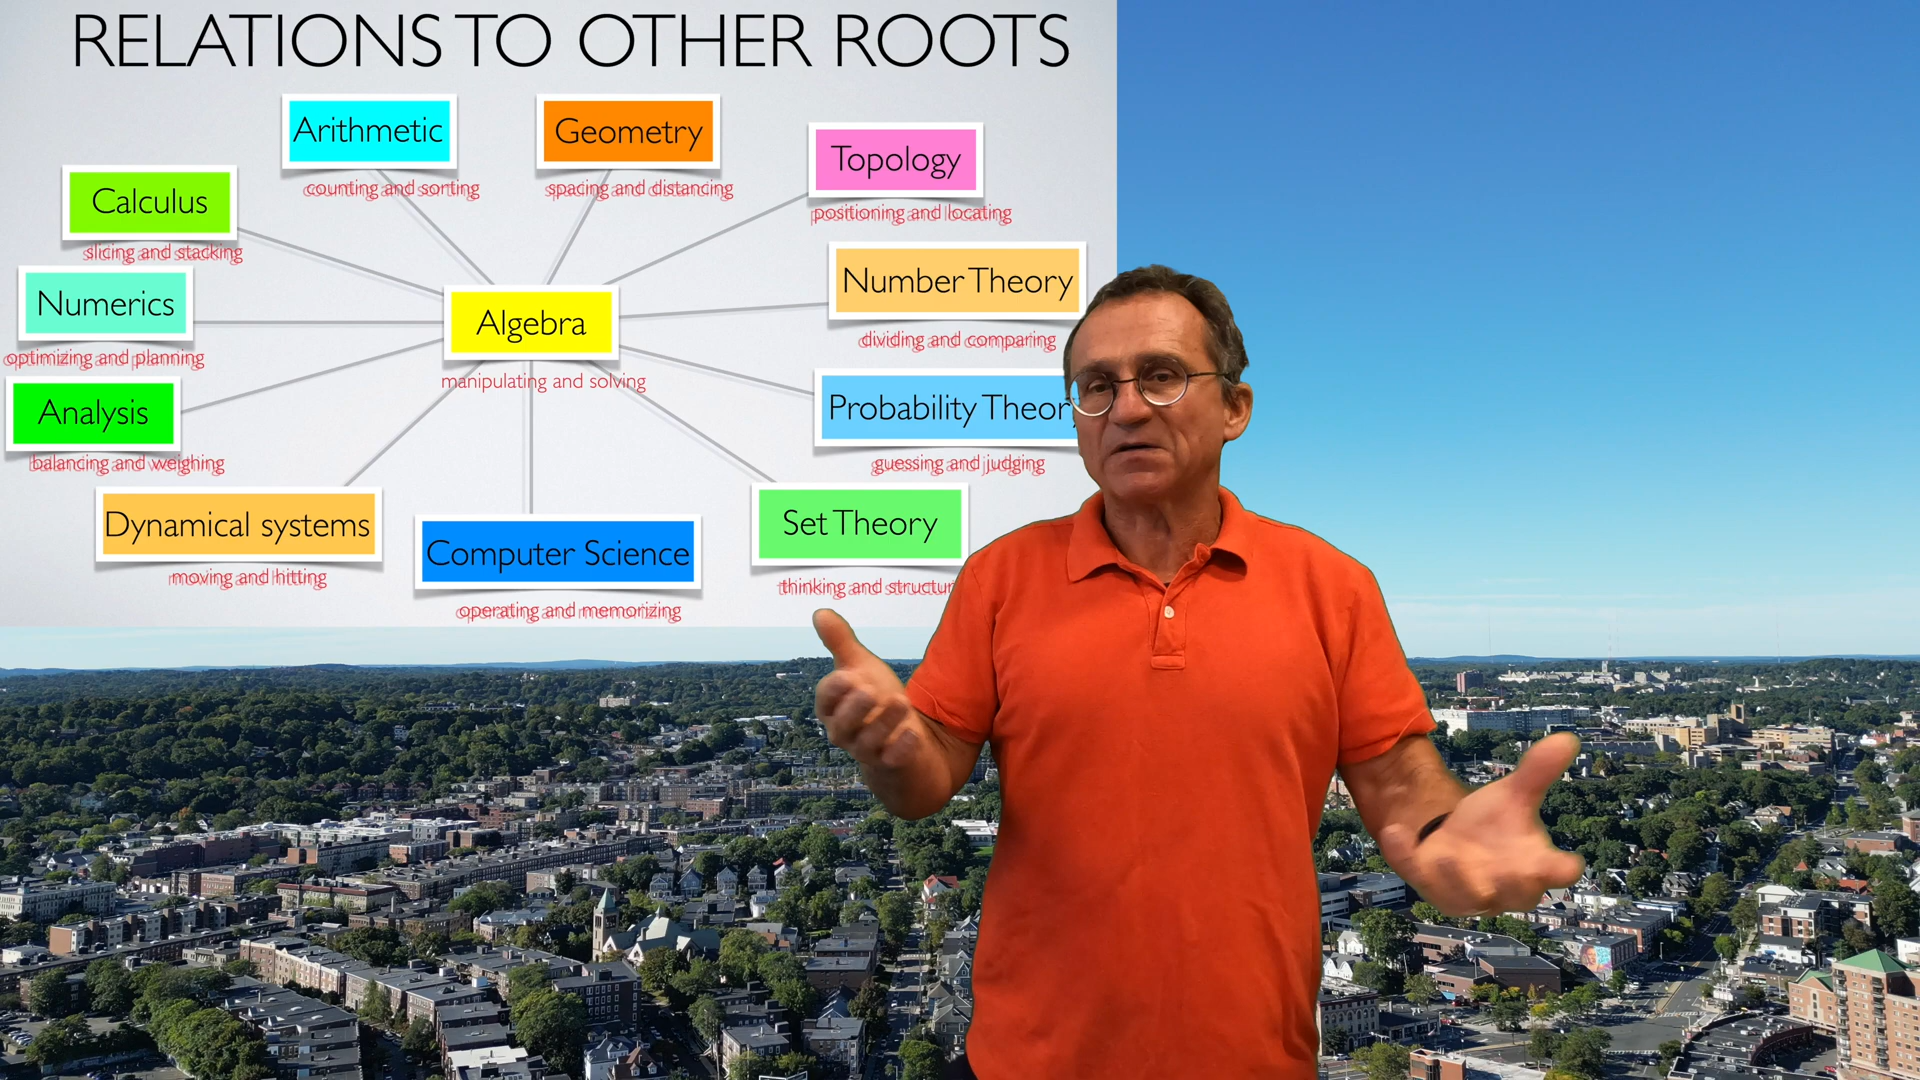 RELATIONS TO OTHER ROOTS
Arithmetic
counting and sorting
Geometry
spacing and distancing
Topology
positioning and locating
Calculus
slicing and stacking
Number Theory
dividing and comparing
Numerics
optimizing and planning
Algebra
manipulating and solving
Analysis
balancing and weighing
Probability Theor
guessing and judging
Dynamical systems
moving and hitting
Computer Science
operating and memorizing
Set Theory
thinking and structur